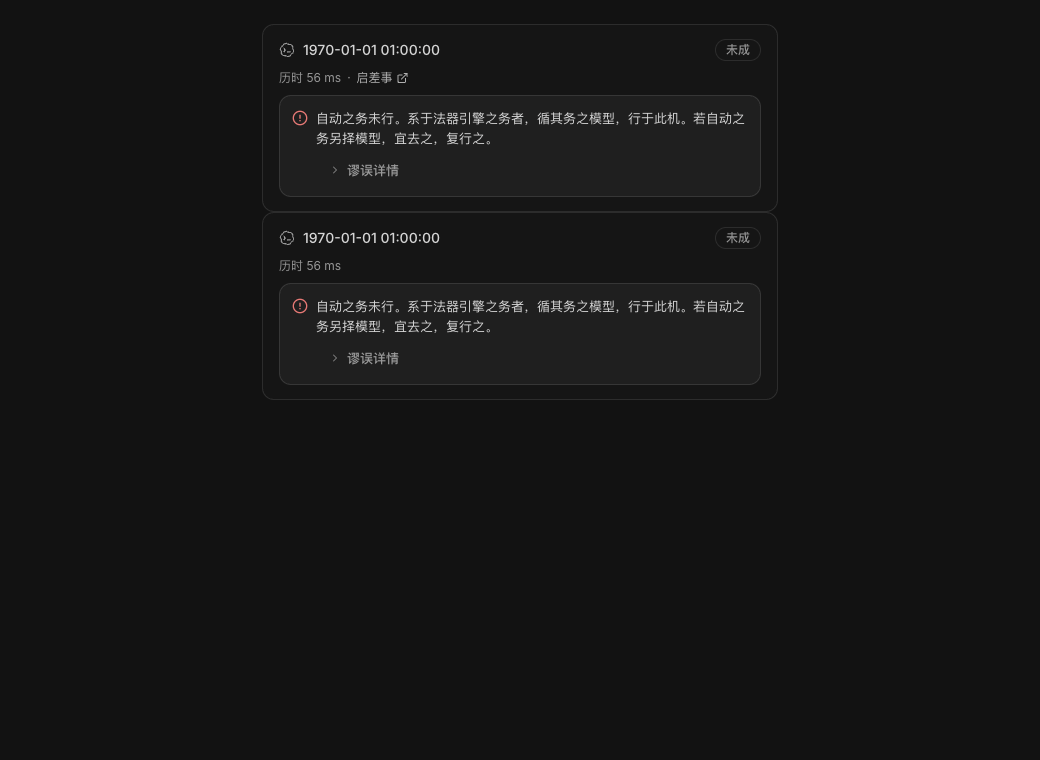 1970-01-01 01:00:00
未成
历时 56 ms · 启差事
自动之务未行。系于法器引擎之务者，循其务之模型，行于此机。若自动之
务另择模型，宜去之，复行之。
谬误详情
1970-01-01 01:00:00
未成
历时 56 ms
自动之务未行。系于法器引擎之务者，循其务之模型，行于此机。若自动之
务另择模型，宜去之，复行之。
谬误详情